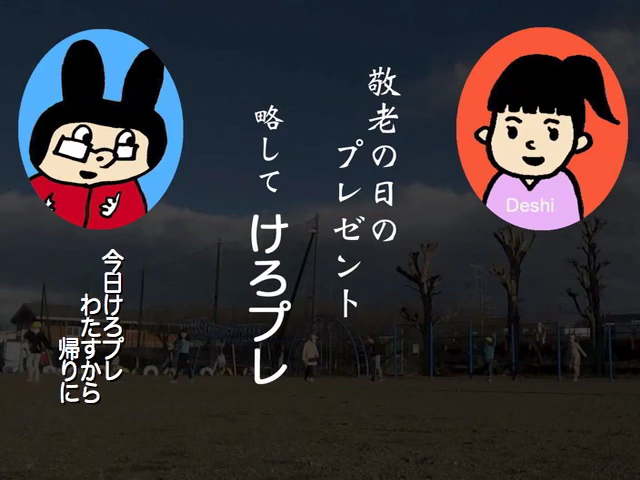 敬老の日の
プレゼント
略して
けろプレ
今日けろプレ
わたすから
帰りに
Deshi